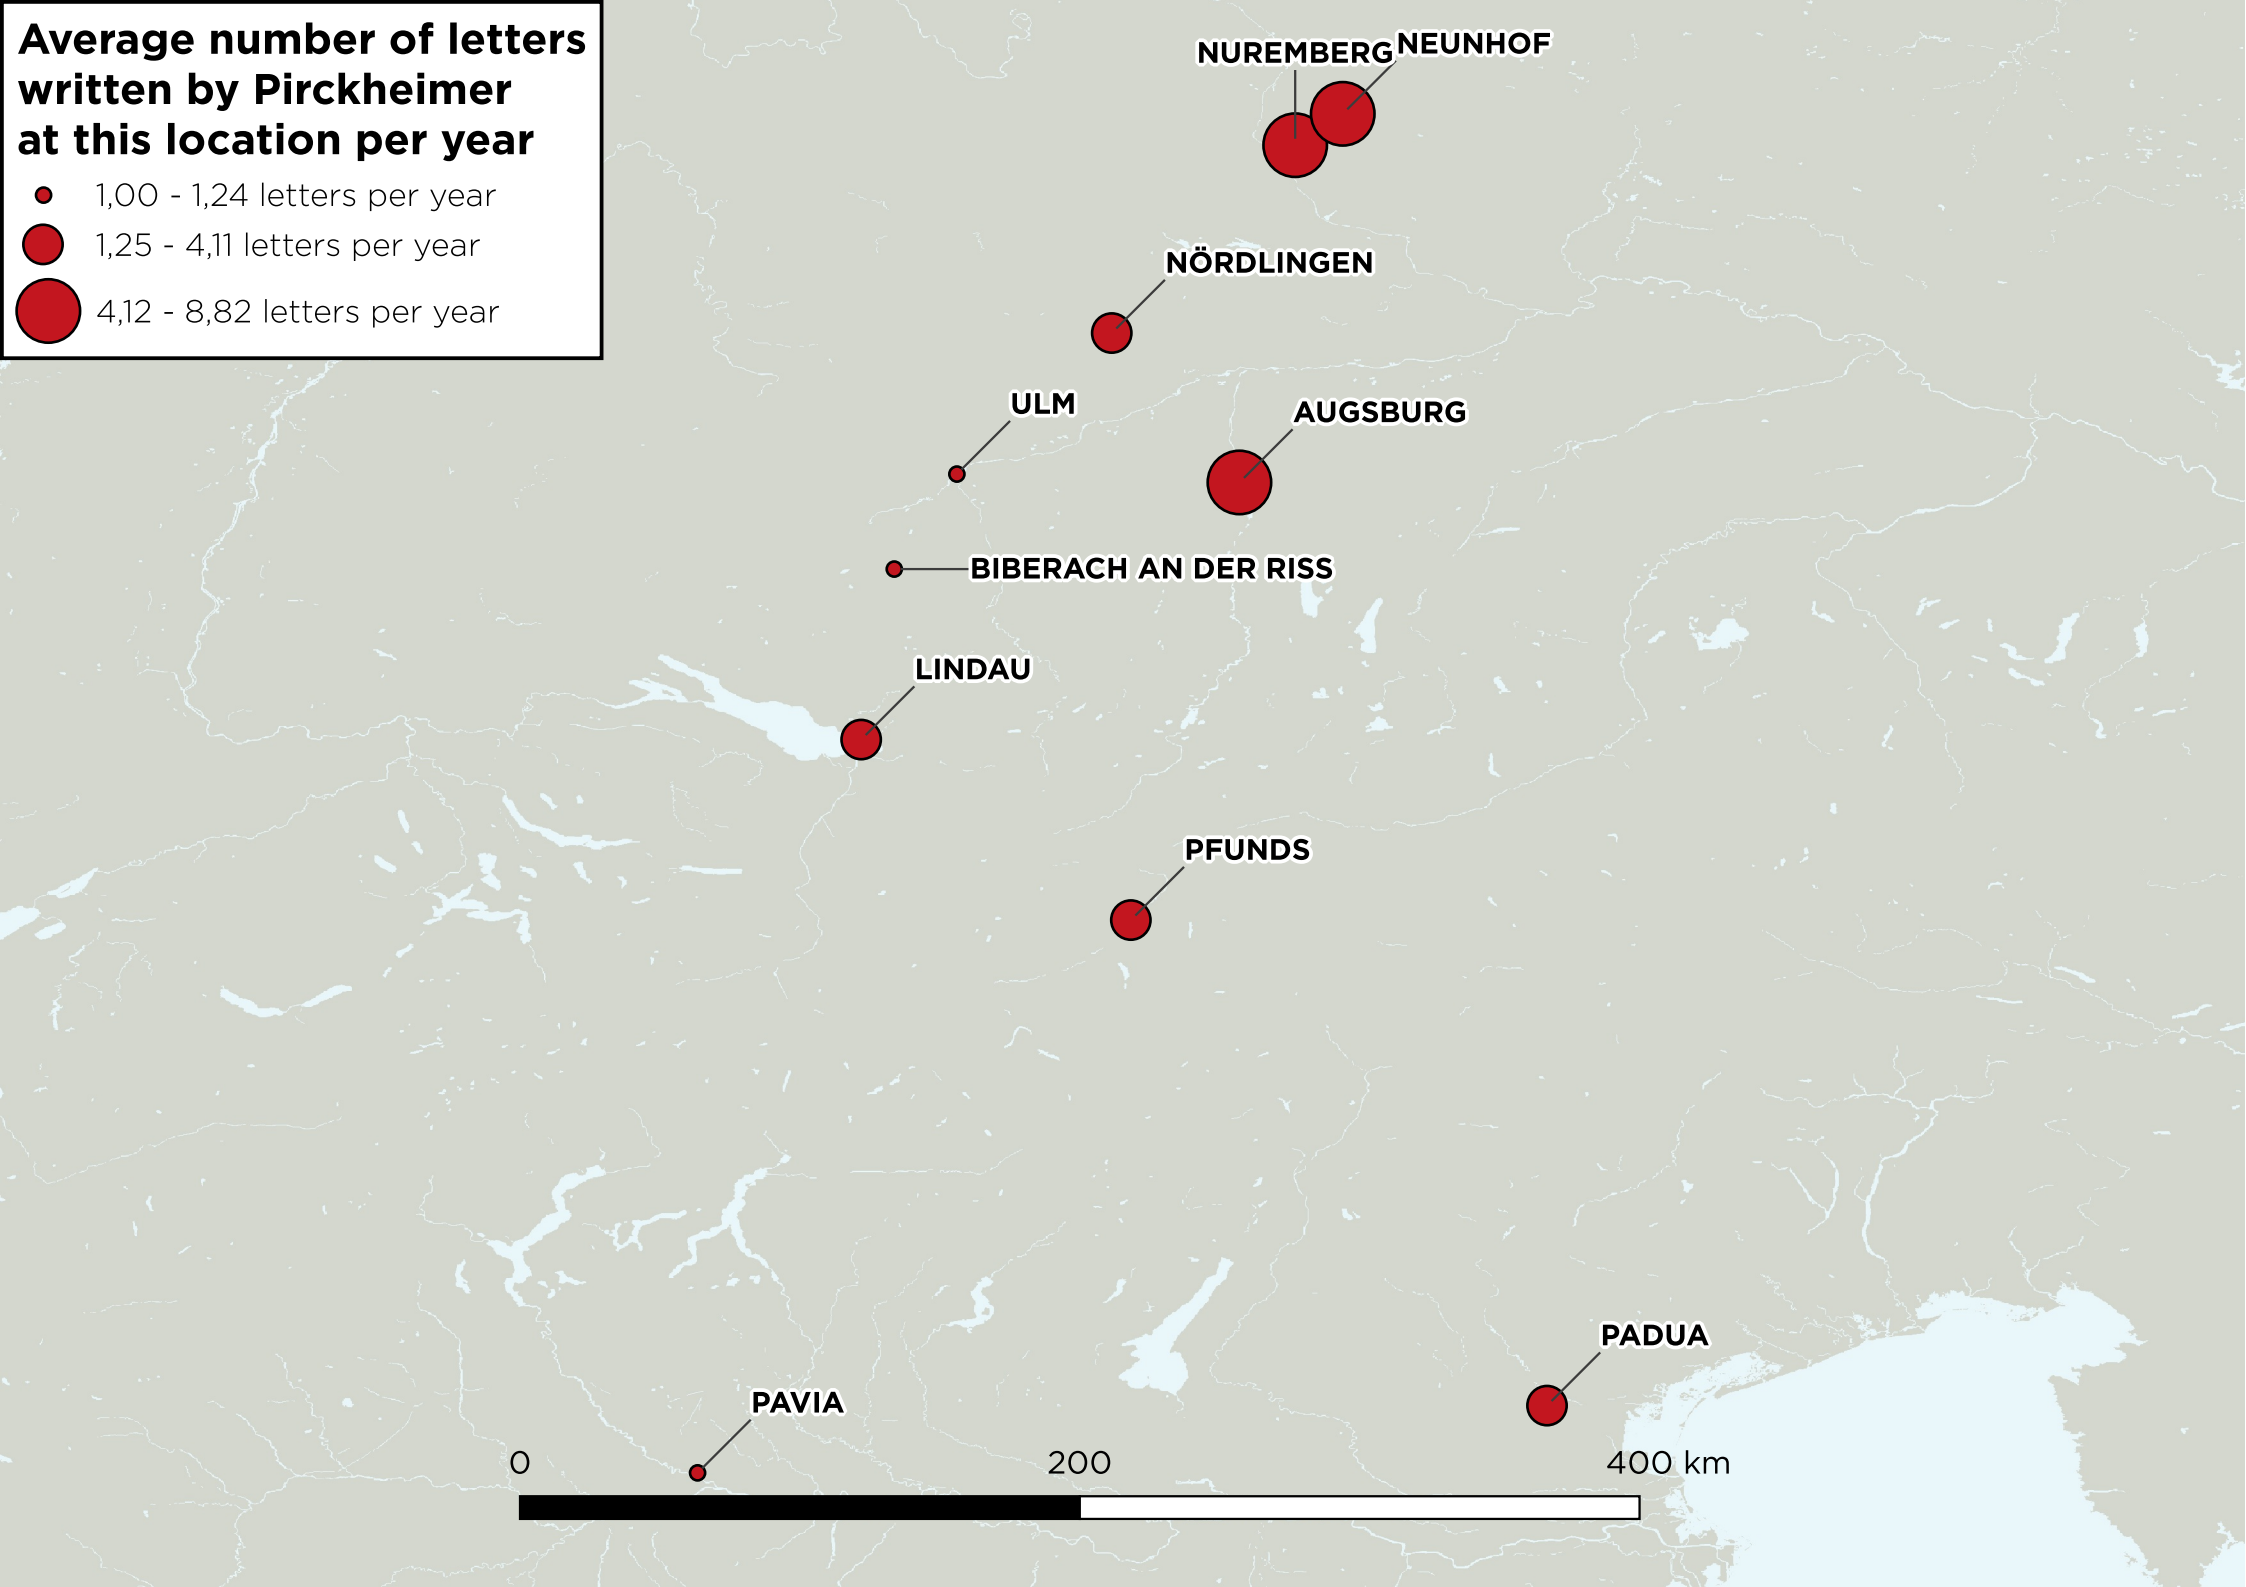 Average number of letters
written by Pirckheimer
at this location per year
1,00 - 1,24 letters per year
1,25 - 4,11 letters per year
4,12 - 8,82 letters per year
NUREMBERG
NEUNHOF
NÖRDLINGEN
ULM
AUGSBURG
BIBERACH AN DER RISS
LINDAU
PFUNDS
PADUA
PAVIA
0 200 400 km